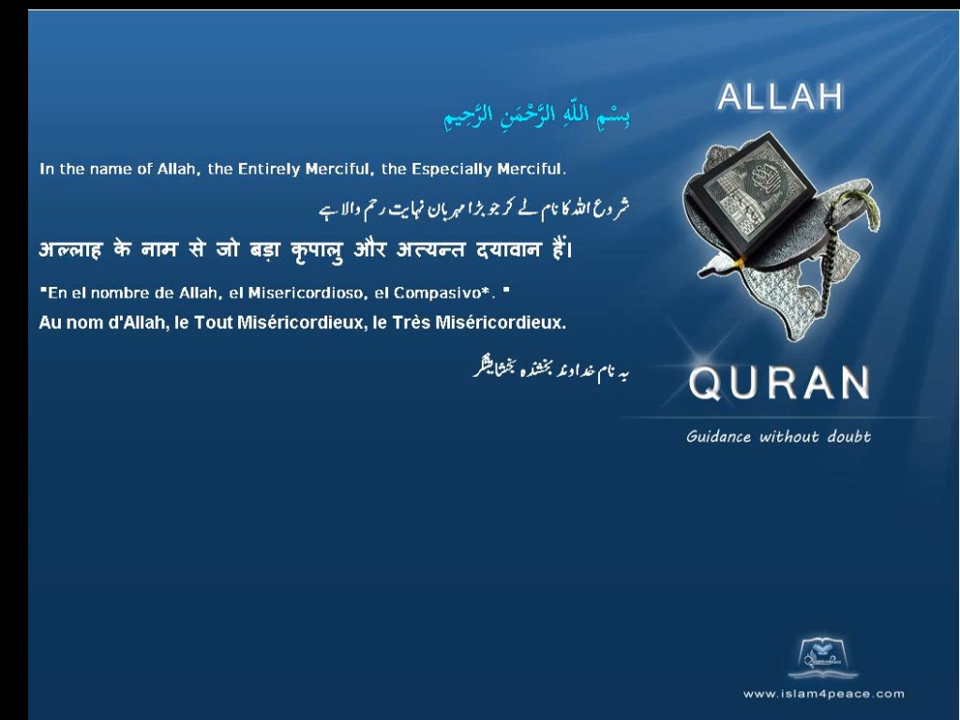 بِسْمِ اللّهِ الرَّحْمَنِ الرَّحِيمِ
In the name of Allah, the Entirely Merciful, the Especially Merciful.
شروع الله کا نام لے کر جو بڑا مہربان نہایت رحم والا ہے
अल्लाह के नाम से जो बड़ा कृपालु और अत्यन्त दयावान हैं।
"En el nombre de Allah, el Misericordioso, el Compasivo*. "
Au nom d'Allah, le Tout Miséricordieux, le Très Miséricordieux.
به نام خداوند بخشنده بخشایشگر
ALLAH
QURAN
Guidance without doubt
www.islam4peace.com